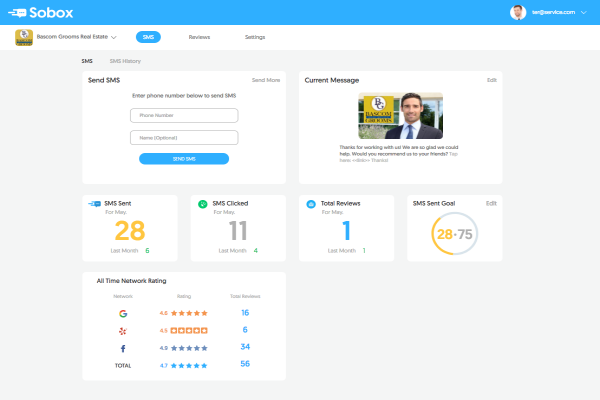 Sobox
ter@service.com
Bascom Grooms Real Estate
SMS
Reviews
Settings
SMS
SMS History
Send SMS
Send More
Enter phone number below to send SMS
Phone Number
Name (Optional)
SEND SMS
Current Message
Edit
BG
BASCOM
GROOMS
Thanks for working with us! We are so glad we could
help. Would you recommend us to your friends? Tap
here, <<link>> Thanks!
SMS Sent
For May,
28
Last Month 6
SMS Clicked
For May,
11
Last Month 4
Total Reviews
For May,
1
Last Month 1
SMS Sent Goal
Edit
28·75
All Time Network Rating
Network Rating Total Reviews
4.6 16
4.5 6
4.9 34
TOTAL 4.7 56